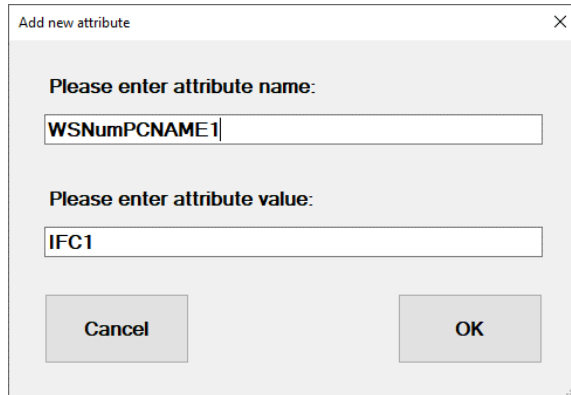 Add new attribute
Please enter attribute name:
WSNumPCNAME1
Please enter attribute value:
IFC1
Cancel OK